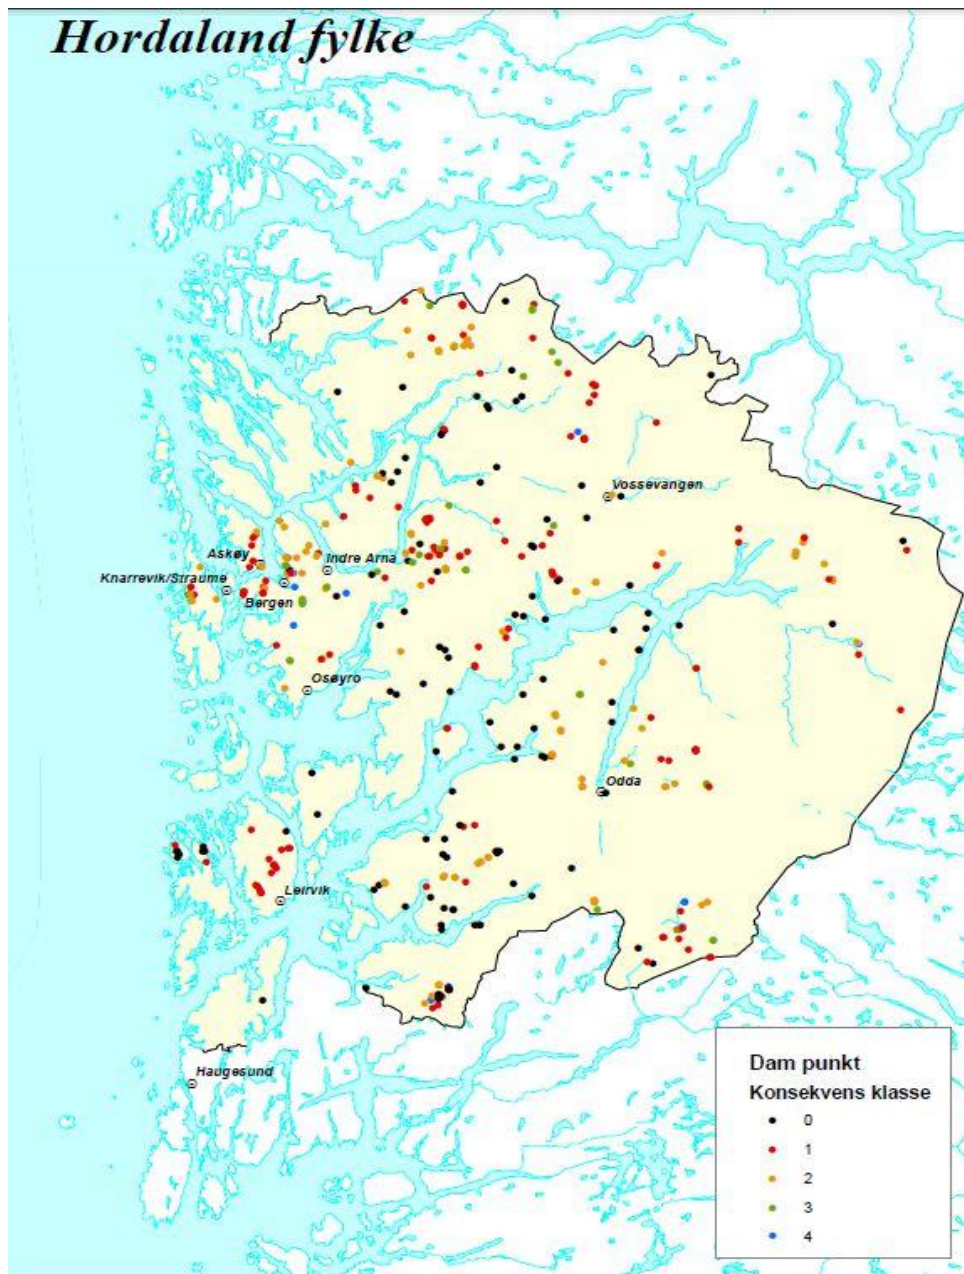 Hordaland fylke
Vossevangen
Askøy
Indre Arna
Knarrevik/Straume
Bergen
Osøyro
Odda
Leirvik
Haugesund
Dam punkt
Konsekvens klasse
0
1
2
3
4